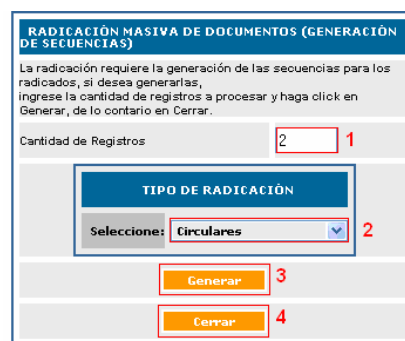 RADICACIÓN MASIVA DE DOCUMENTOS (GENERACIÓN
DE SECUENCIAS)
La radicación requiere la generación de las secuencias para los
radicados, si desea generarlas,
ingrese la cantidad de registros a procesar y haga click en
Generar, de lo contario en Cerrar.
Cantidad de Registros 2 1
TIPO DE RADICACIÓN
Seleccione: Circulares 2
Generar 3
Cerrar 4